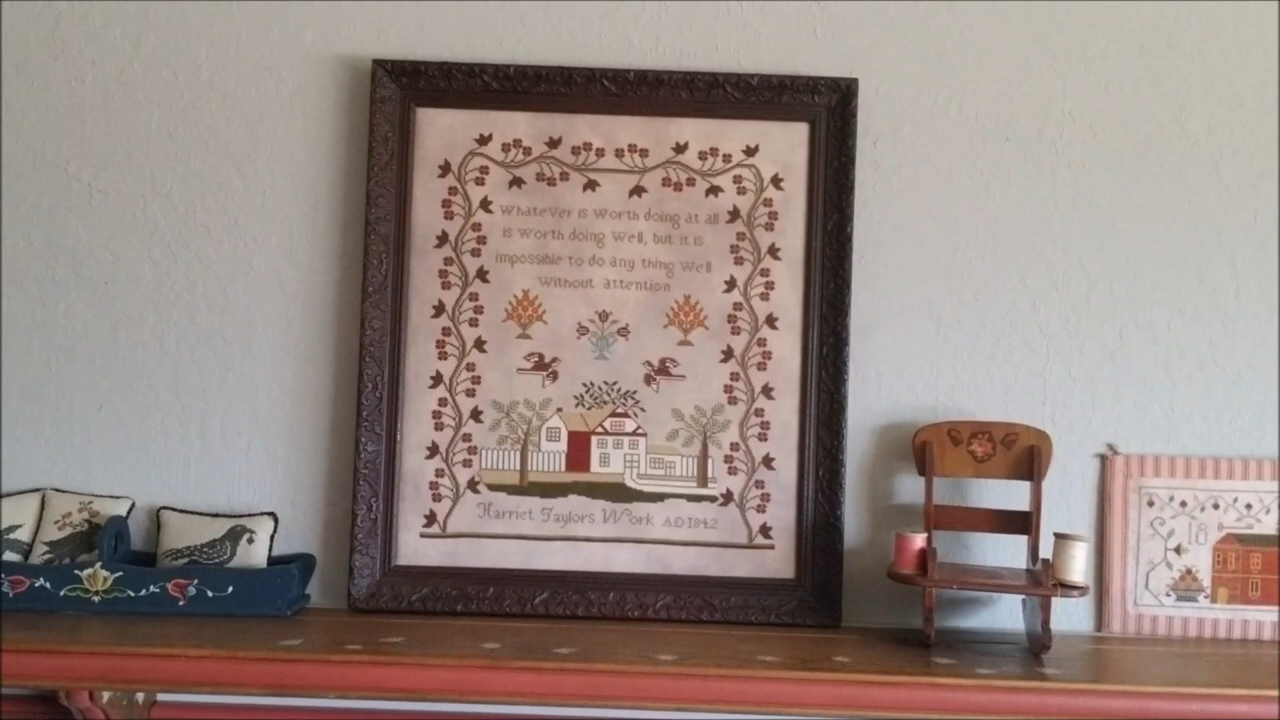 Whatever is worth doing at all
is worth doing well, but it is
impossible to do any thing well
without attention
Harriet Taylors Work AD 1842
18